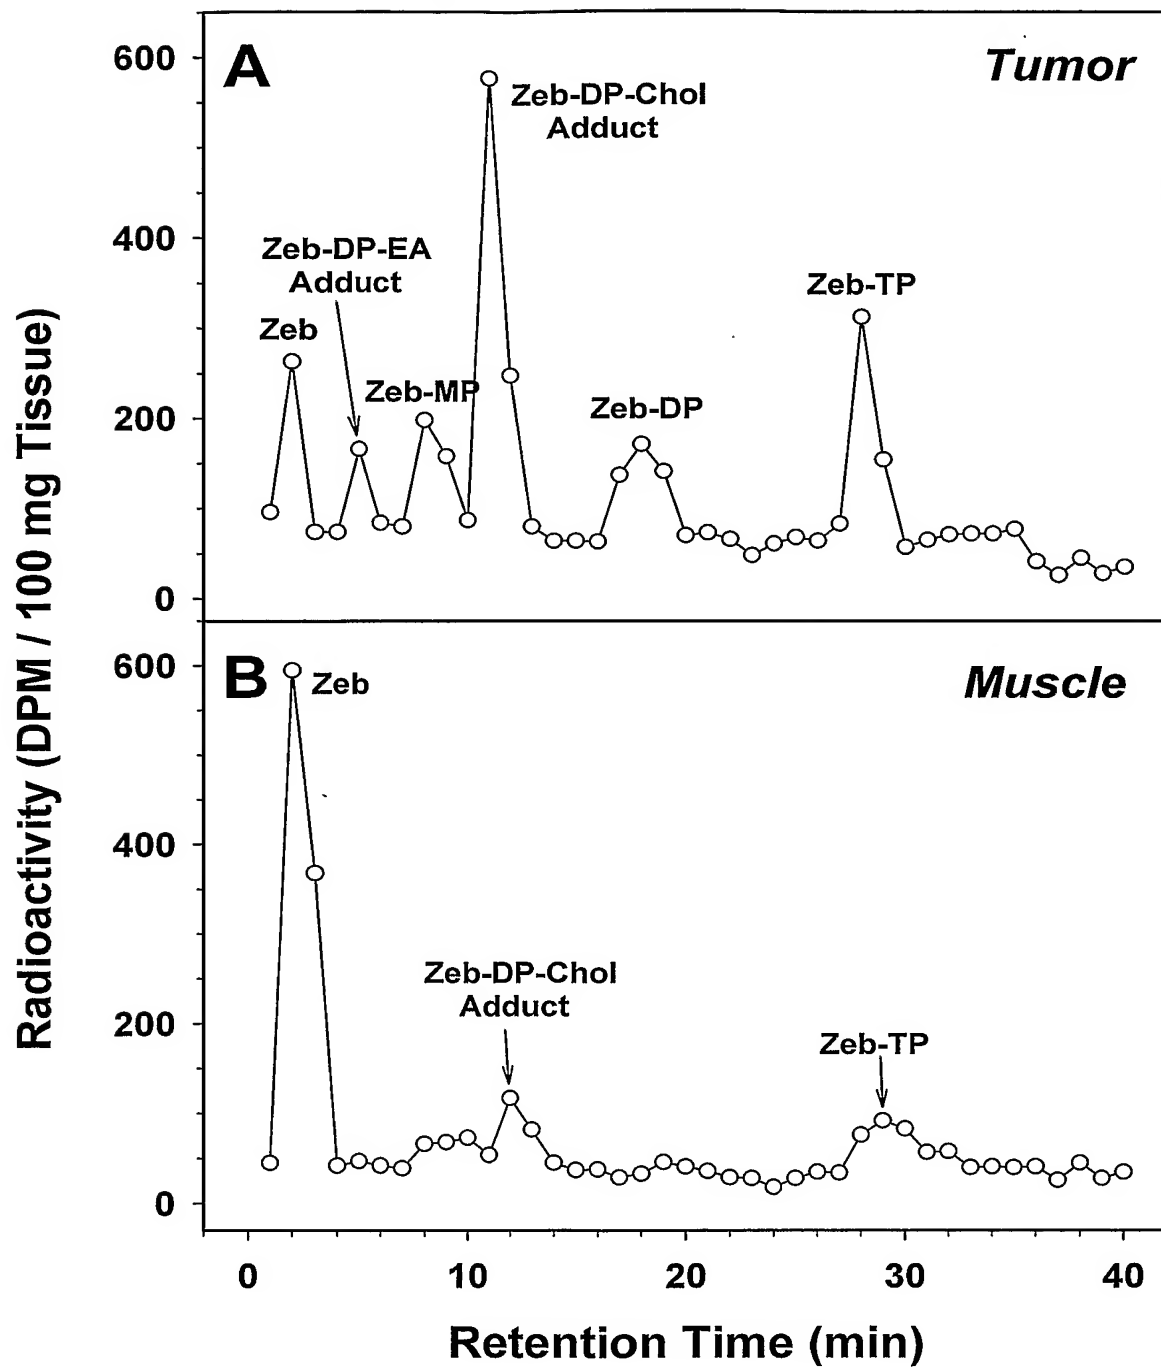 A
Tumor
600
400
200
0
Zeb-DP-Chol
Adduct
Zeb-DP-EA
Adduct
Zeb
Zeb-MP
Zeb-DP
Zeb-TP
Radioactivity (DPM / 100 mg Tissue)
B
Muscle
600
400
200
0
Zeb
Zeb-DP-Chol
Adduct
Zeb-TP
0 10 20 30 40
Retention Time (min)